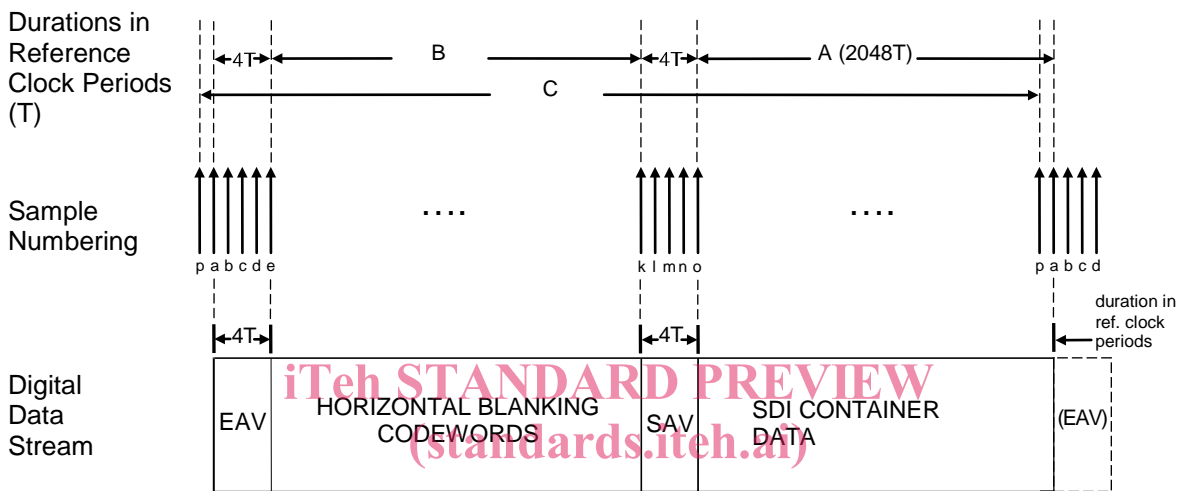 Durations in
Reference
Clock Periods
(T)
4T B 4T A (2048T)
C
Sample
Numbering
.... ....
p a b c d e k l m n o p a b c d
duration in
ref. clock
periods
4T 4T
Digital
Data
Stream
EAV HORIZONTAL BLANKING
CODEWORDS SAV SDI CONTAINER
DATA (EAV)
iTeh STANDARD PREVIEW
(standards.iteh.ai)